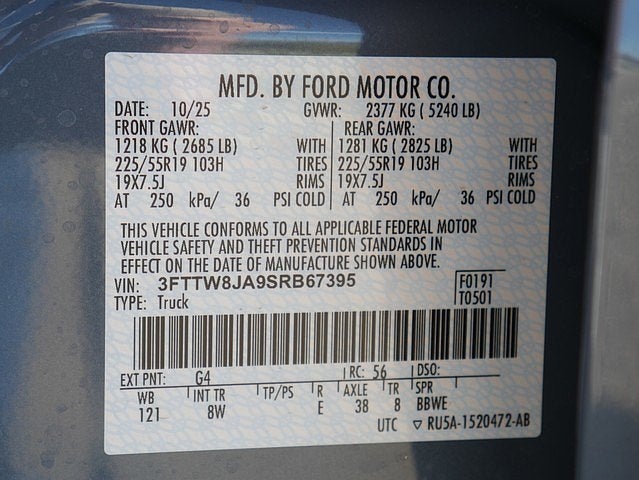 MFD. BY FORD MOTOR CO.
DATE: 10/25 GVWR: 2377 KG ( 5240 LB)
FRONT GAWR: REAR GAWR:
1218 KG ( 2685 LB) WITH 1281 KG ( 2825 LB) WITH
225/55R19 103H TIRES 225/55R19 103H TIRES
19X7.5J RIMS 19X7.5J RIMS
AT 250 kPa/ 36 PSI COLD AT 250 kPa/ 36 PSI COLD
THIS VEHICLE CONFORMS TO ALL APPLICABLE FEDERAL MOTOR
VEHICLE SAFETY AND THEFT PREVENTION STANDARDS IN
EFFECT ON THE DATE OF MANUFACTURE SHOWN ABOVE.
VIN: 3FTTW8JA9SRB67395 F0191
TYPE: Truck T0501
EXT PNT: G4 RC: 56 DSO:
WB INT TR TP/PS R AXLE TR SPR
121 8W E 38 8 BBWE
UTC ▽ RU5A-1520472-AB